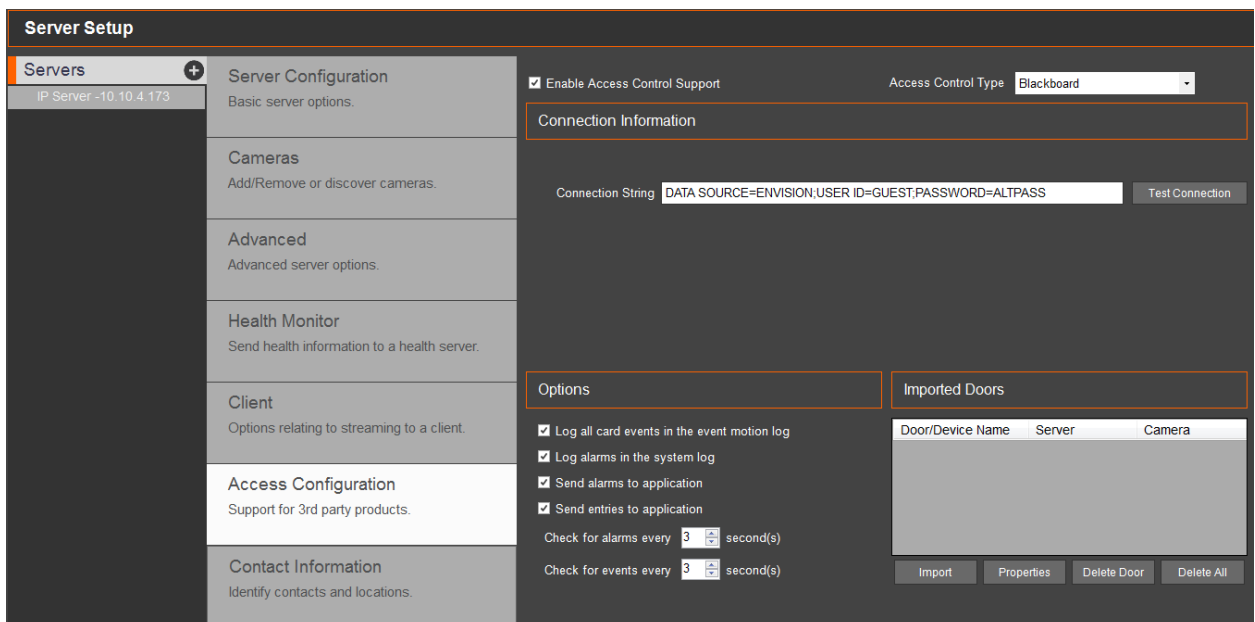 Server Setup
Servers
IP Server -10.10.4.173
Server Configuration
Basic server options.
Cameras
Add/Remove or discover cameras.
Advanced
Advanced server options.
Health Monitor
Send health information to a health server.
Client
Options relating to streaming to a client.
Access Configuration
Support for 3rd party products.
Contact Information
Identify contacts and locations.
Enable Access Control Support
Access Control Type Blackboard
Connection Information
Connection String DATA SOURCE=ENVISION;USER ID=GUEST;PASSWORD=ALTPASS Test Connection
Options
Log all card events in the event motion log
Log alarms in the system log
Send alarms to application
Send entries to application
Check for alarms every 3 second(s)
Check for events every 3 second(s)
Imported Doors
Door/Device Name Server Camera
Import Properties Delete Door Delete All